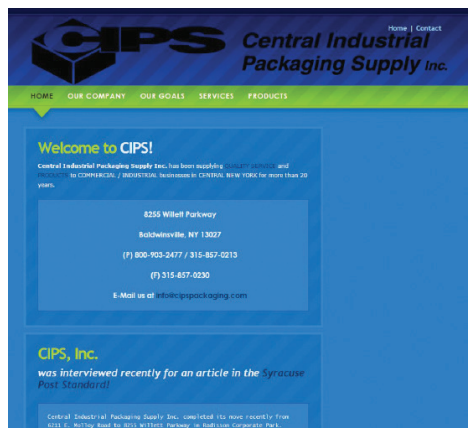 Home | Contact
CIPS
Central Industrial
Packaging Supply Inc.
HOME OUR COMPANY OUR GOALS SERVICES PRODUCTS
Welcome to CIPS!
Central Industrial Packaging Supply Inc. has been supplying QUALITY SERVICE and
PRODUCTS to COMMERCIAL / INDUSTRIAL businesses in CENTRAL NEW YORK for more than 20
years.
8255 Willett Parkway
Baldwinsville, NY 13027
(P) 800-903-2477 / 315-857-0213
(F) 315-857-0230
E-Mail us at info@cipspackaging.com
CIPS, Inc.
was interviewed recently for an article in the Syracuse
Post Standard!
Central Industrial Packaging Supply Inc. completed its move recently from
6211 E. Molloy Road to 8255 Willett Parkway in Radisson Corporate Park.